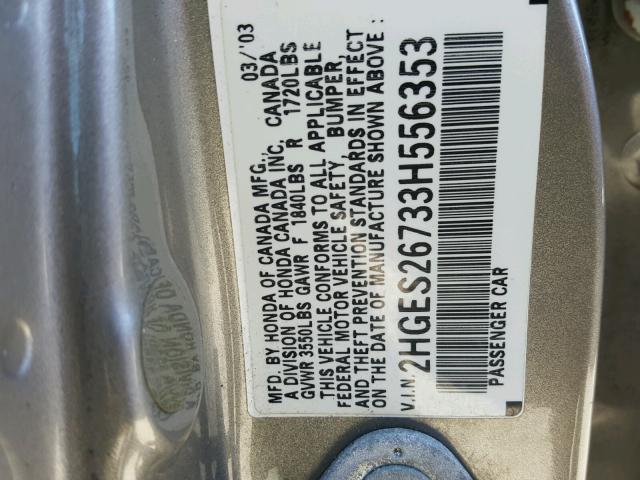 MFD. BY HONDA OF CANADA MFG., 03/'03
A DIVISION OF HONDA CANADA INC, CANADA
GVWR 3550LBS GAWR F 1840LBS R 1720LBS
THIS VEHICLE CONFORMS TO ALL APPLICABLE
FEDERAL MOTOR VEHICLE SAFETY, BUMPER,
AND THEFT PREVENTION STANDARDS IN EFFECT
ON THE DATE OF MANUFACTURE SHOWN ABOVE :
V.I.N. 2HGES26733H556353
PASSENGER CAR